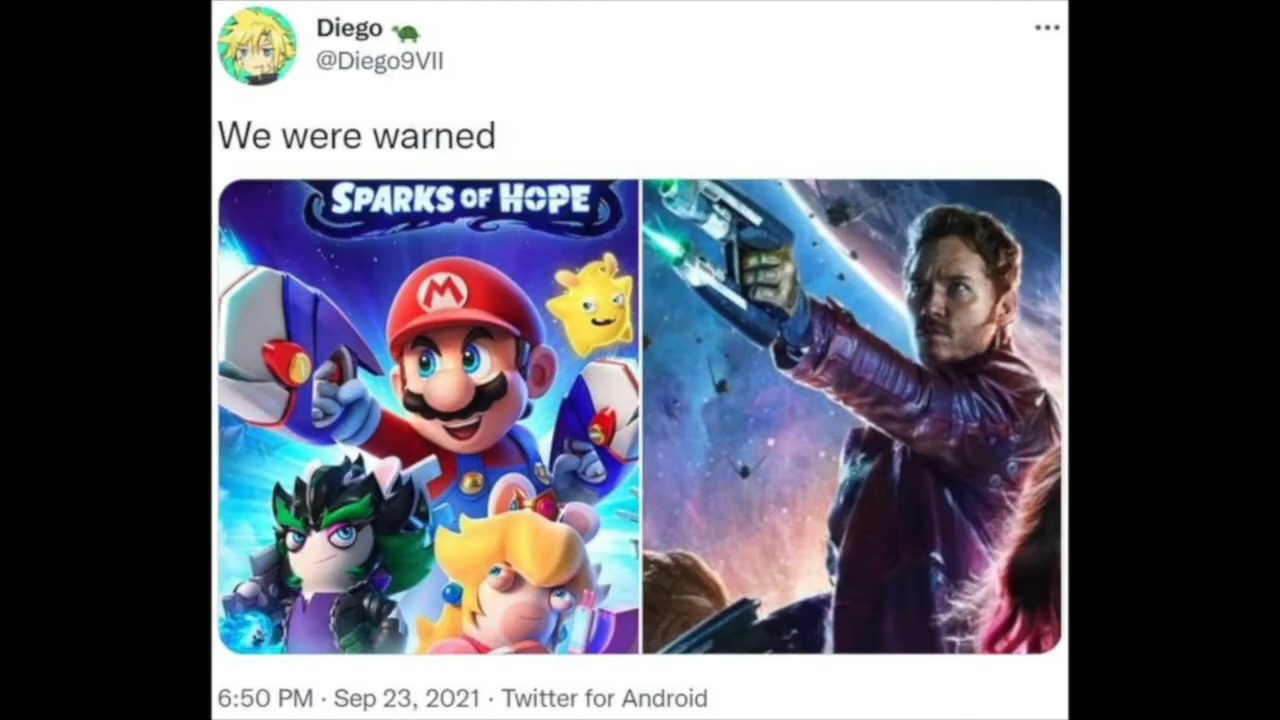 Diego 🐢
@Diego9VII
We were warned
SPARKS OF HOPE
M
6:50 PM · Sep 23, 2021 · Twitter for Android